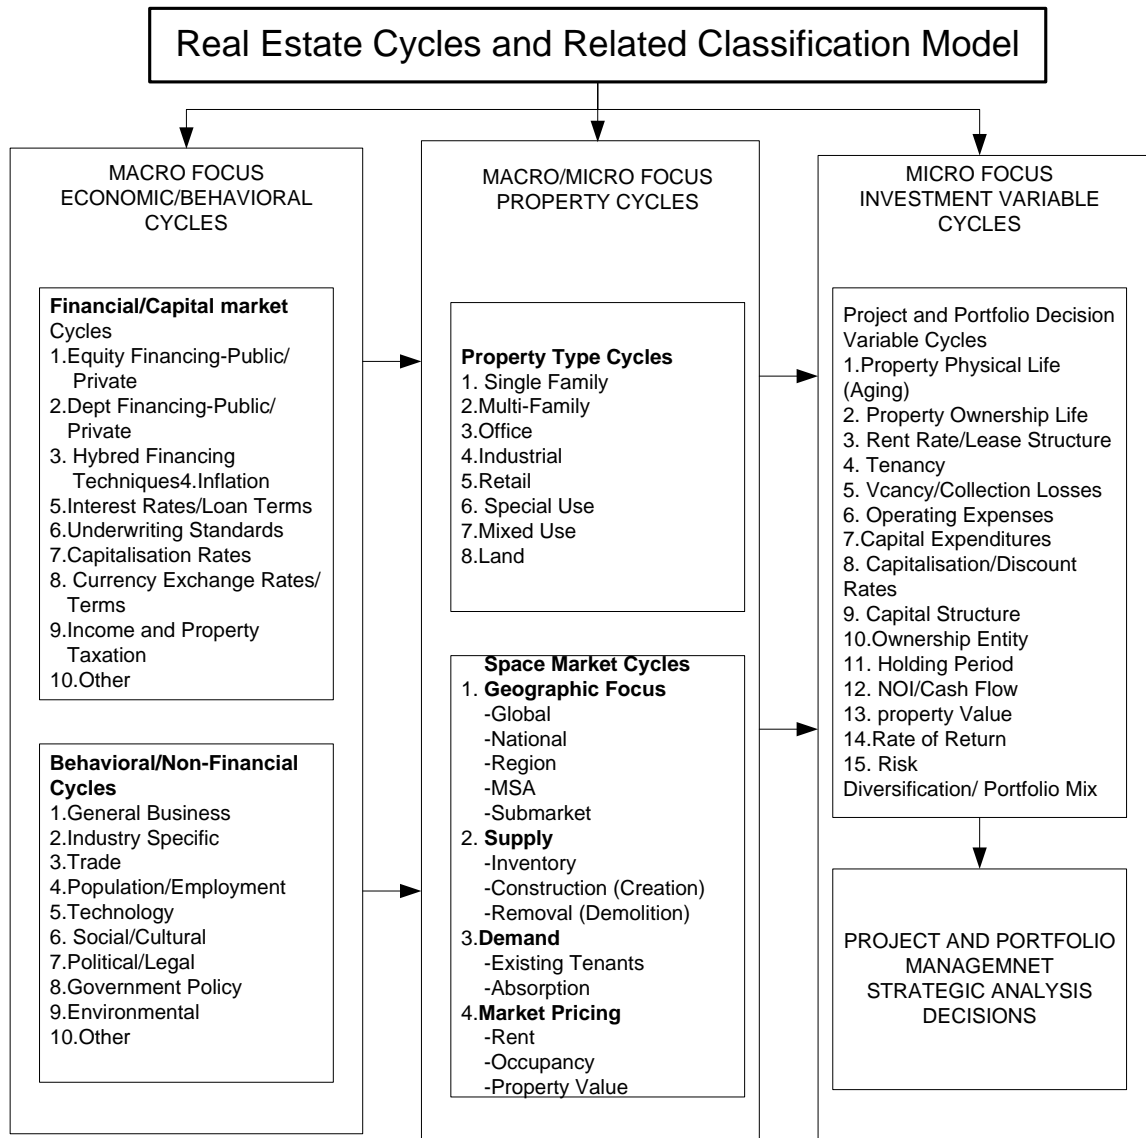 Real Estate Cycles and Related Classification Model
MACRO FOCUS
ECONOMIC/BEHAVIORAL
CYCLES
Financial/Capital market
Cycles
1.Equity Financing-Public/
Private
2.Dept Financing-Public/
Private
3. Hybred Financing
Techniques4.Inflation
5.Interest Rates/Loan Terms
6.Underwriting Standards
7.Capitalisation Rates
8. Currency Exchange Rates/
Terms
9.Income and Property
Taxation
10.Other
Behavioral/Non-Financial
Cycles
1.General Business
2.Industry Specific
3.Trade
4.Population/Employment
5.Technology
6. Social/Cultural
7.Political/Legal
8.Government Policy
9.Environmental
10.Other
MACRO/MICRO FOCUS
PROPERTY CYCLES
Property Type Cycles
1. Single Family
2.Multi-Family
3.Office
4.Industrial
5.Retail
6. Special Use
7.Mixed Use
8.Land
Space Market Cycles
1. Geographic Focus
-Global
-National
-Region
-MSA
-Submarket
2. Supply
-Inventory
-Construction (Creation)
-Removal (Demolition)
3.Demand
-Existing Tenants
-Absorption
4.Market Pricing
-Rent
-Occupancy
-Property Value
MICRO FOCUS
INVESTMENT VARIABLE
CYCLES
Project and Portfolio Decision
Variable Cycles
1.Property Physical Life
(Aging)
2. Property Ownership Life
3. Rent Rate/Lease Structure
4. Tenancy
5. Vcancy/Collection Losses
6. Operating Expenses
7.Capital Expenditures
8. Capitalisation/Discount
Rates
9. Capital Structure
10.Ownership Entity
11. Holding Period
12. NOI/Cash Flow
13. property Value
14.Rate of Return
15. Risk
Diversification/ Portfolio Mix
PROJECT AND PORTFOLIO
MANAGEMNET
STRATEGIC ANALYSIS
DECISIONS